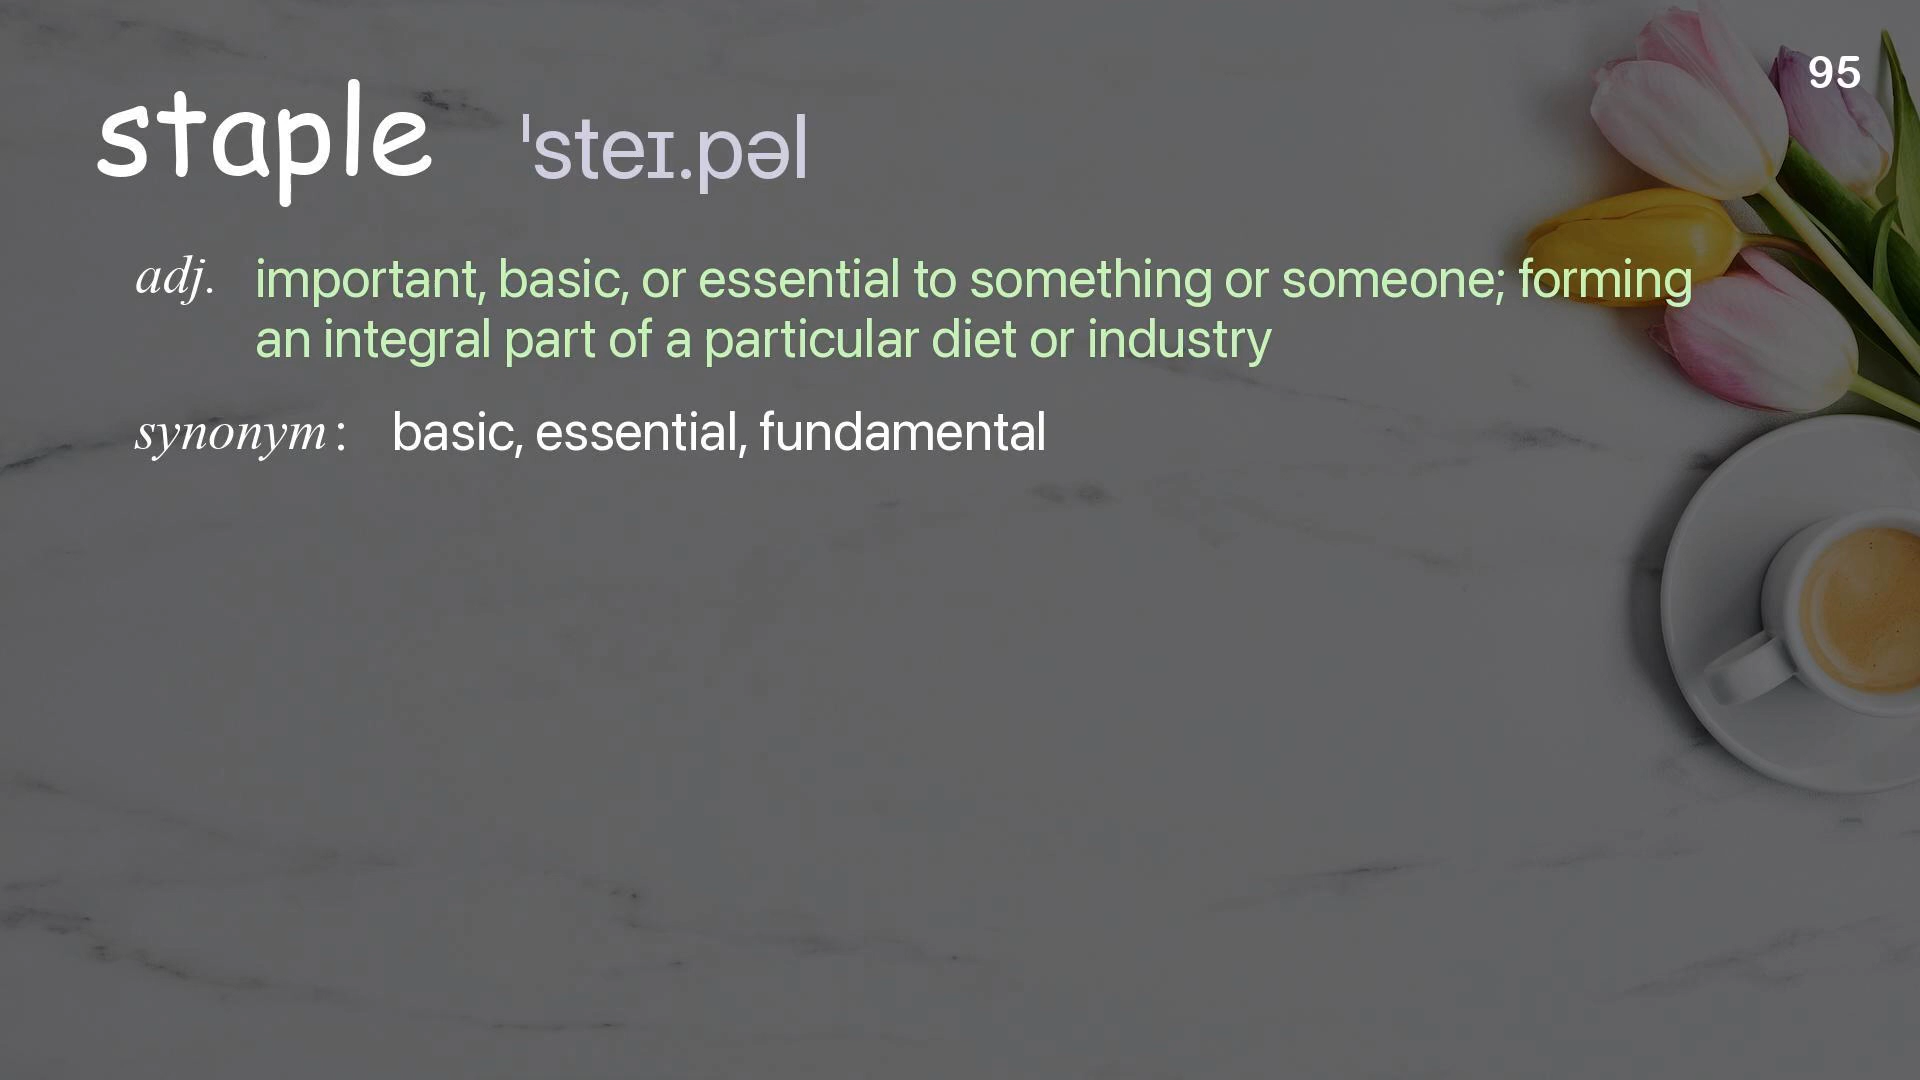 95
staple ˈsteɪ.pəl
adj. important, basic, or essential to something or someone; forming
an integral part of a particular diet or industry
synonym : basic, essential, fundamental